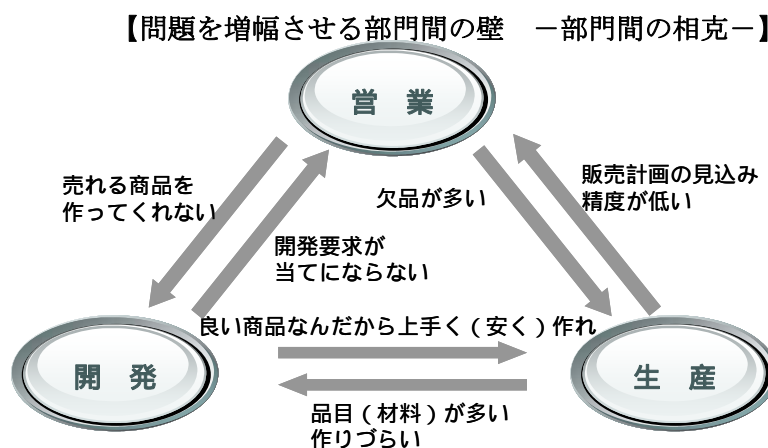 【問題を増幅させる部門間の壁　－部門間の相克－】
営　業
売れる商品を
作ってくれない
欠品が多い
販売計画の見込み
精度が低い
開発要求が
当てにならない
良い商品なんだから上手く（安く）作れ
開　発
生　産
品目（材料）が多い
作りづらい